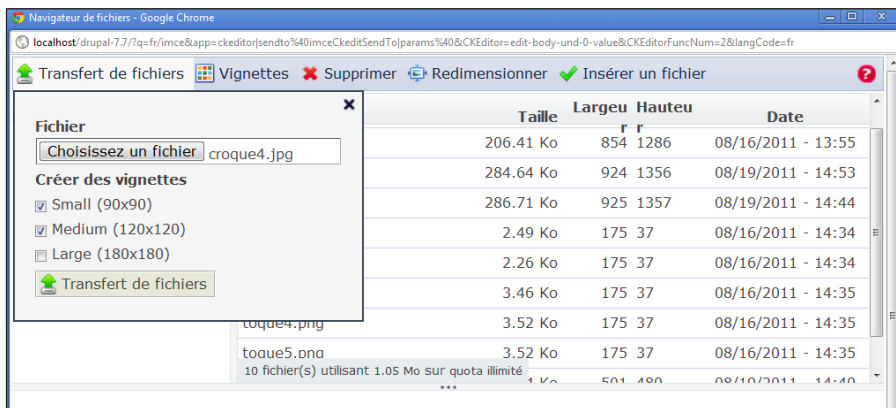 Navigateur de fichiers - Google Chrome
localhost/drupal-7.7/?q=fr/imce&app=ckeditor|sendto%40imceCkeditSendTo|params%40&CKEditor=edit-body-und-0-value&CKEditorFuncNum=2&langCode=fr
Transfert de fichiers Vignettes Supprimer Redimensionner Insérer un fichier
Fichier
Choisissez un fichier croque4.jpg
Créer des vignettes
Small (90x90)
Medium (120x120)
Large (180x180)
Transfert de fichiers
Taille Largeur Hauteur Date
206.41 Ko 854 1286 08/16/2011 - 13:55
284.64 Ko 924 1356 08/19/2011 - 14:53
286.71 Ko 925 1357 08/19/2011 - 14:44
2.49 Ko 175 37 08/16/2011 - 14:34
2.26 Ko 175 37 08/16/2011 - 14:34
3.46 Ko 175 37 08/16/2011 - 14:35
toque4.png 3.52 Ko 175 37 08/16/2011 - 14:35
toque5.png 3.52 Ko 175 37 08/16/2011 - 14:35
10 fichier(s) utilisant 1.05 Mo sur quota illimité
501 480 08/19/2011 - 14:40